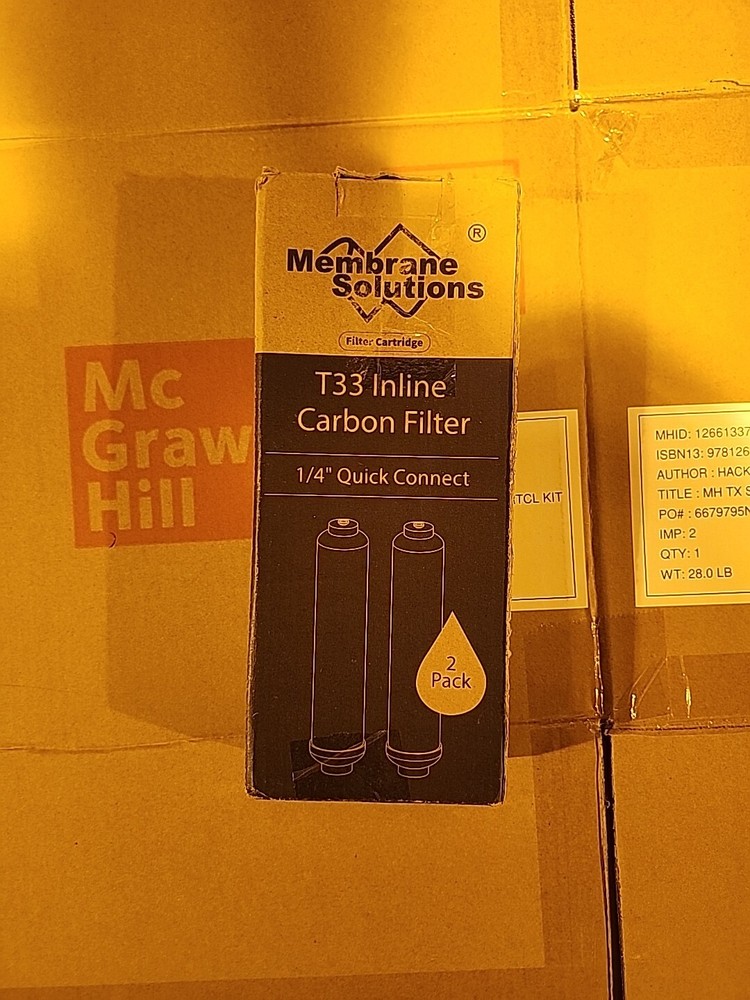 Membrane
Solutions
®
Filter Cartridge
T33 Inline
Carbon Filter
1/4" Quick Connect
2
Pack
Mc
Graw
Hill
TCL KIT
MHID: 12661337
ISBN13: 978126
AUTHOR : HACK
TITLE : MH TX S
PO# : 6679795N
IMP: 2
QTY: 1
WT: 28.0 LB